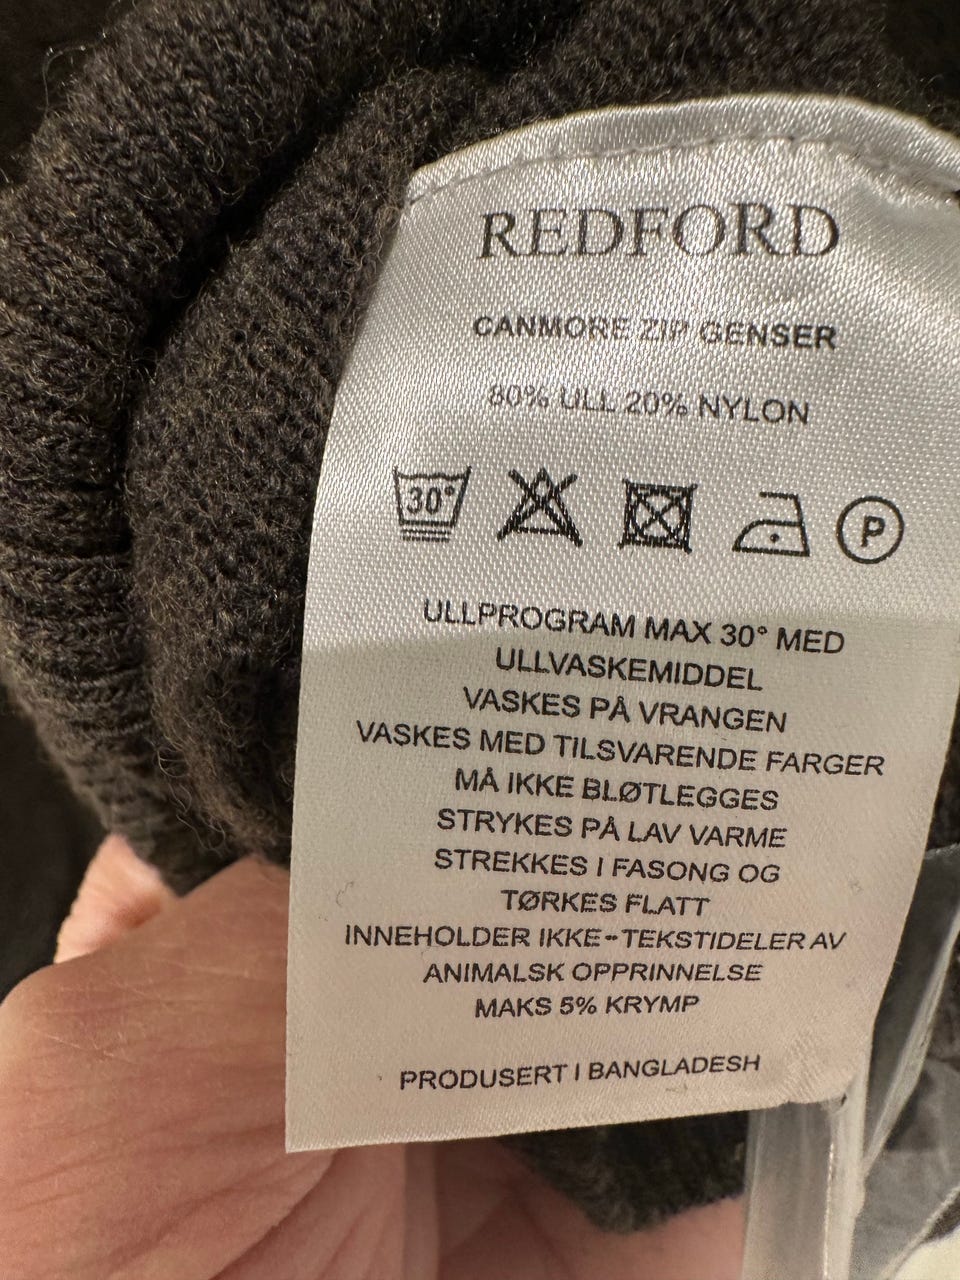 REDFORD
CANMORE ZIP GENSER
80% ULL 20% NYLON
30° P
ULLPROGRAM MAX 30° MED
ULLVASKEMIDDEL
VASKES PÅ VRANGEN
VASKES MED TILSVARENDE FARGER
MÅ IKKE BLØTLEGGES
STRYKES PÅ LAV VARME
STREKKES I FASONG OG
TØRKES FLATT
INNEHOLDER IKKE-TEKSTIDELER AV
ANIMALSK OPPRINNELSE
MAKS 5% KRYMP
PRODUSERT I BANGLADESH